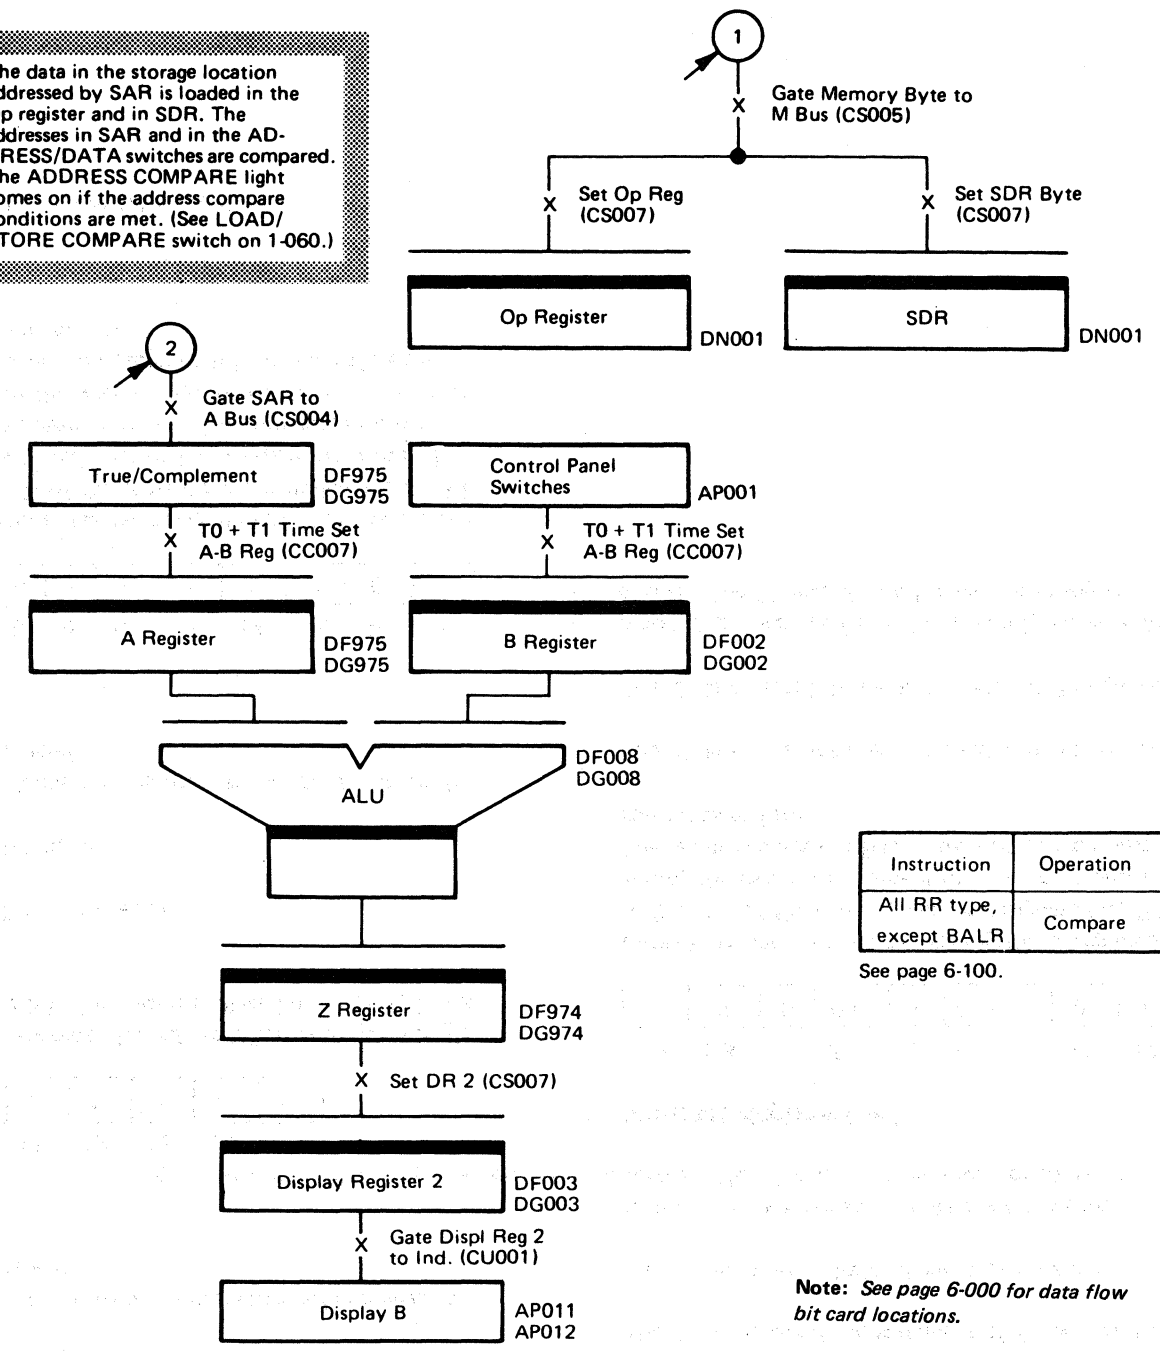 he data in the storage location
ddressed by SAR is loaded in the
p register and in SDR. The
ddresses in SAR and in the AD-
RESS/DATA switches are compared.
he ADDRESS COMPARE light
omes on if the address compare
onditions are met. (See LOAD/
TORE COMPARE switch on 1-060.)
1
X
Gate Memory Byte to
M Bus (CS005)
X
Set Op Reg
(CS007)
X
Set SDR Byte
(CS007)
Op Register
DN001
SDR
DN001
2
X
Gate SAR to
A Bus (CS004)
True/Complement
DF975
DG975
Control Panel
Switches
AP001
X
T0 + T1 Time Set
A-B Reg (CC007)
X
T0 + T1 Time Set
A-B Reg (CC007)
A Register
DF975
DG975
B Register
DF002
DG002
ALU
DF008
DG008
Instruction
Operation
All RR type,
except BALR
Compare
See page 6-100.
Z Register
DF974
DG974
X
Set DR 2 (CS007)
Display Register 2
DF003
DG003
X
Gate Displ Reg 2
to Ind. (CU001)
Display B
AP011
AP012
Note: See page 6-000 for data flow
bit card locations.